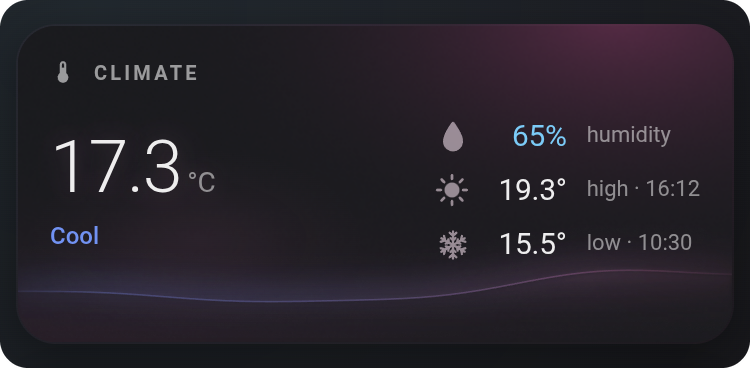 CLIMATE
17.3 °C
Cool
65% humidity
19.3° high · 16:12
15.5° low · 10:30